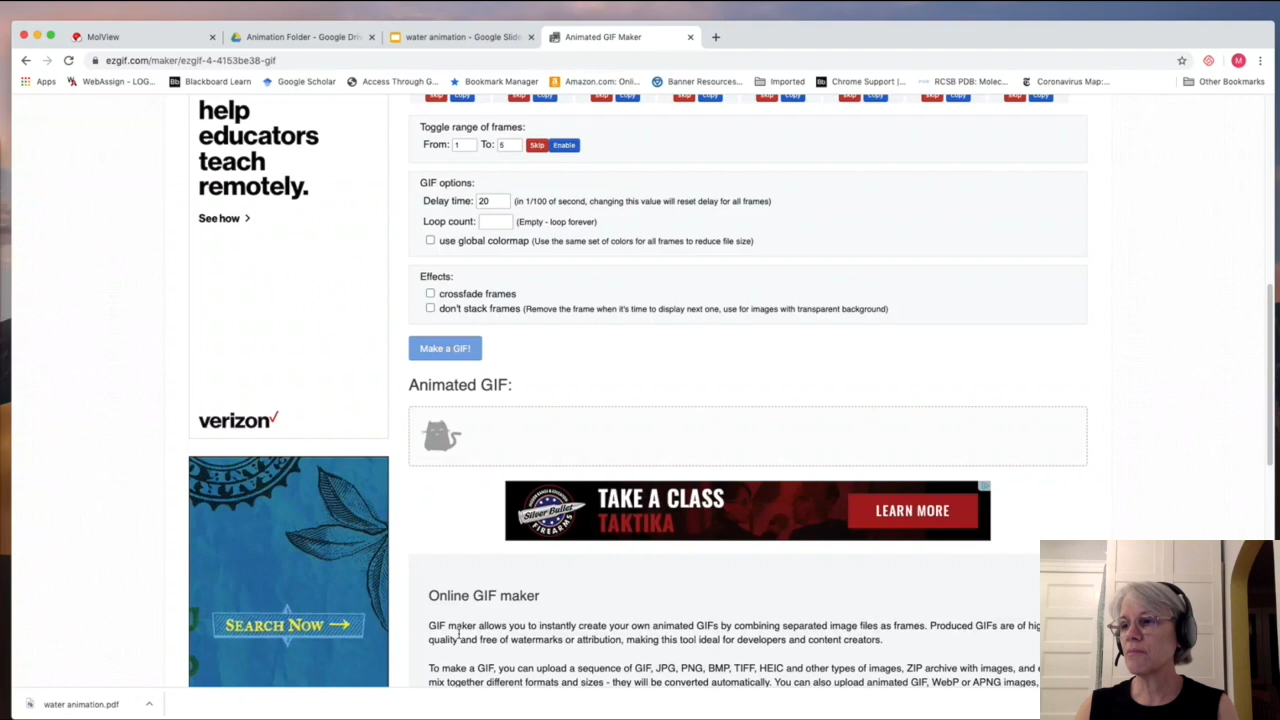 MolView
Animation Folder - Google Dri
water animation - Google Slide
Animated GIF Maker
ezgif.com/maker/ezgif-4-4153be38-gif
M
Apps
WebAssign - LOG...
Blackboard Learn
Google Scholar
Access Through G...
Bookmark Manager
Amazon.com: Onli...
Banner Resources...
Imported
Chrome Support |...
RCSB PDB: Molec...
Coronavirus Map:...
Other Bookmarks
help
educators
teach
remotely.
See how >
verizon
SEARCH NOW →
Toggle range of frames:
From: 1 To: 5 Skip Enable
GIF options:
Delay time: 20 (in 1/100 of second, changing this value will reset delay for all frames)
Loop count: (Empty - loop forever)
use global colormap (Use the same set of colors for all frames to reduce file size)
Effects:
crossfade frames
don't stack frames (Remove the frame when it's time to display next one, use for images with transparent background)
Make a GIF!
Animated GIF:
Silver Bullet
FIREARMS
TAKE A CLASS
TAKTIKA
LEARN MORE
Online GIF maker
GIF maker allows you to instantly create your own animated GIFs by combining separated image files as frames. Produced GIFs are of hig
quality and free of watermarks or attribution, making this tool ideal for developers and content creators.
To make a GIF, you can upload a sequence of GIF, JPG, PNG, BMP, TIFF, HEIC and other types of images, ZIP archive with images, and e
mix together different formats and sizes - they will be converted automatically. You can also upload animated GIF, WebP or APNG images,
water animation.pdf